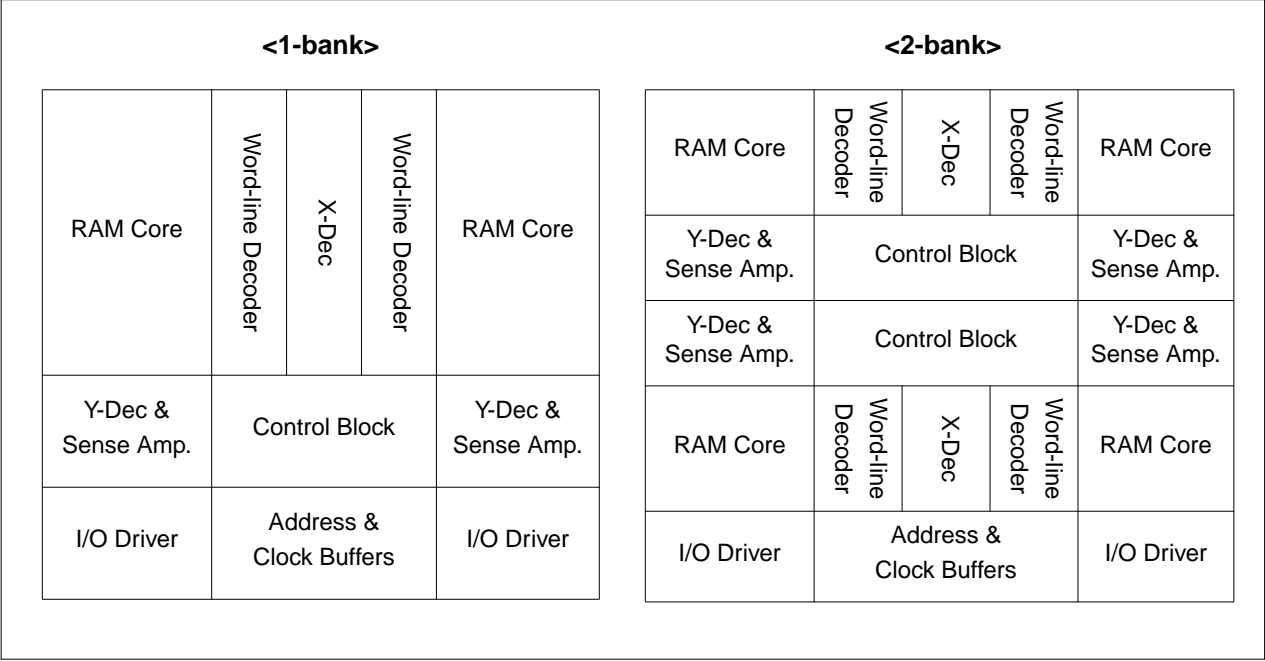 <1-bank>
RAM Core
Word-line Decoder
X-Dec
Word-line Decoder
RAM Core
Y-Dec &
Sense Amp.
Control Block
Y-Dec &
Sense Amp.
I/O Driver
Address &
Clock Buffers
I/O Driver
<2-bank>
RAM Core
Word-line
Decoder
X-Dec
Word-line
Decoder
RAM Core
Y-Dec &
Sense Amp.
Control Block
Y-Dec &
Sense Amp.
Y-Dec &
Sense Amp.
Control Block
Y-Dec &
Sense Amp.
RAM Core
Word-line
Decoder
X-Dec
Word-line
Decoder
RAM Core
I/O Driver
Address &
Clock Buffers
I/O Driver